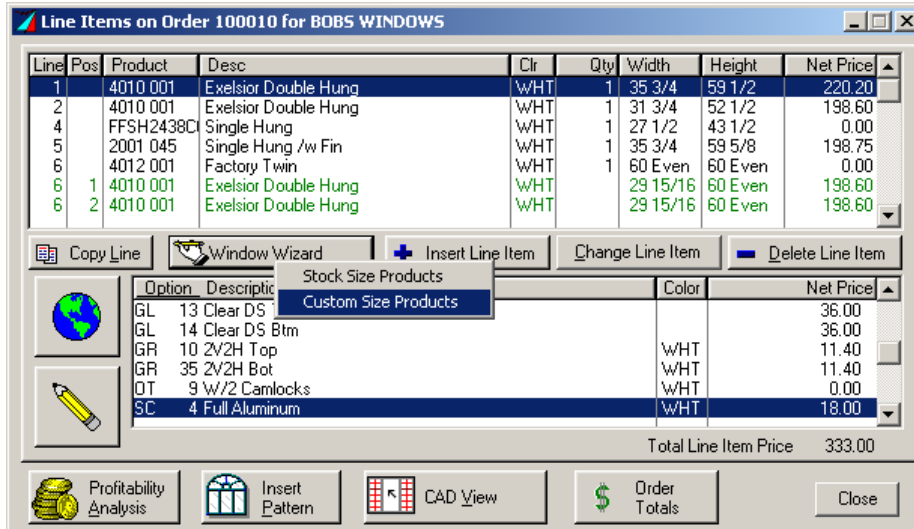 Line Items on Order 100010 for BOBS WINDOWS
Line Pos Product Desc Clr Qty Width Height Net Price
1 4010 001 Exelsior Double Hung WHT 1 35 3/4 59 1/2 220.20
2 4010 001 Exelsior Double Hung WHT 1 31 3/4 52 1/2 198.60
4 FFSH2438C Single Hung WHT 1 27 1/2 43 1/2 0.00
5 2001 045 Single Hung /w Fin WHT 1 35 3/4 59 5/8 198.75
6 4012 001 Factory Twin WHT 1 60 Even 60 Even 0.00
6 1 4010 001 Exelsior Double Hung WHT 29 15/16 60 Even 198.60
6 2 4010 001 Exelsior Double Hung WHT 29 15/16 60 Even 198.60
Copy Line Window Wizard Insert Line Item Change Line Item Delete Line Item
Stock Size Products
Custom Size Products
Option Descriptic Color Net Price
GL 13 Clear DS 36.00
GL 14 Clear DS Btm 36.00
GR 10 2V2H Top WHT 11.40
GR 35 2V2H Bot WHT 11.40
OT 9 W/2 Camlocks WHT 0.00
SC 4 Full Aluminum WHT 18.00
Total Line Item Price 333.00
Profitability Analysis Insert Pattern CAD View $ Order Totals Close